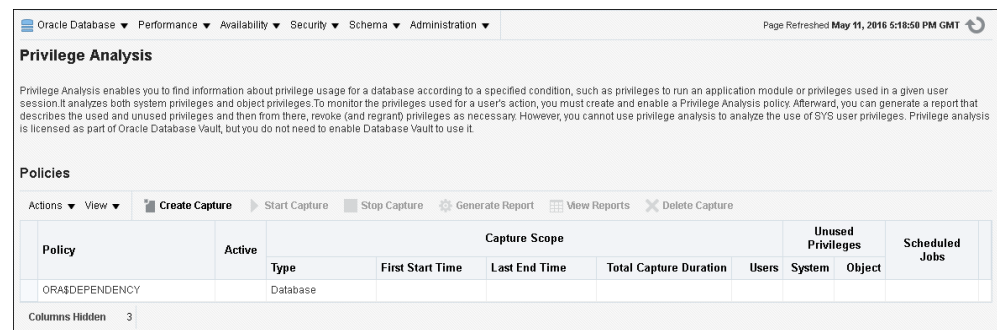 Oracle Database ▼ Performance ▼ Availability ▼ Security ▼ Schema ▼ Administration ▼ Page Refreshed May 11, 2016 5:18:50 PM GMT
Privilege Analysis
Privilege Analysis enables you to find information about privilege usage for a database according to a specified condition, such as privileges to run an application module or privileges used in a given user
session.It analyzes both system privileges and object privileges.To monitor the privileges used for a user's action, you must create and enable a Privilege Analysis policy. Afterward, you can generate a report that
describes the used and unused privileges and then from there, revoke (and regrant) privileges as necessary. However, you cannot use privilege analysis to analyze the use of SYS user privileges. Privilege analysis
is licensed as part of Oracle Database Vault, but you do not need to enable Database Vault to use it.
Policies
Actions ▼ View ▼ Create Capture Start Capture Stop Capture Generate Report View Reports Delete Capture
Policy Active Capture Scope Unused Privileges Scheduled Jobs
Type First Start Time Last End Time Total Capture Duration Users System Object
ORA$DEPENDENCY Database
Columns Hidden 3